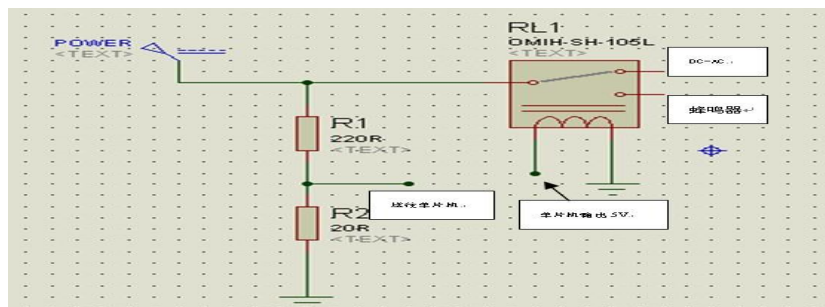 POWER
<TEXT>
RL1
OMIH-SH-105L
<TEXT>
DC-AC
蜂鸣器
R1
220R
<TEXT>
接往单片机
单片机输出5V
R2
20R
<TEXT>